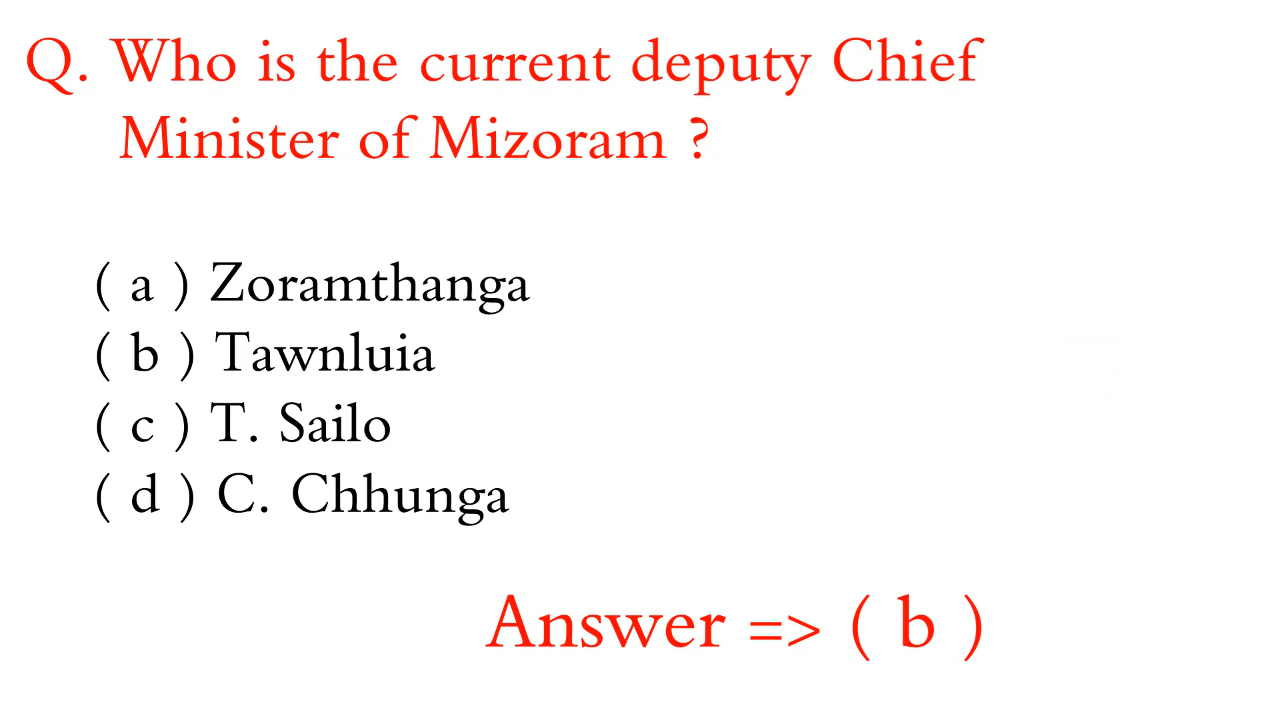 Q. Who is the current deputy Chief
Minister of Mizoram ?
( a ) Zoramthanga
( b ) Tawnluia
( c ) T. Sailo
( d ) C. Chhunga
Answer => ( b )